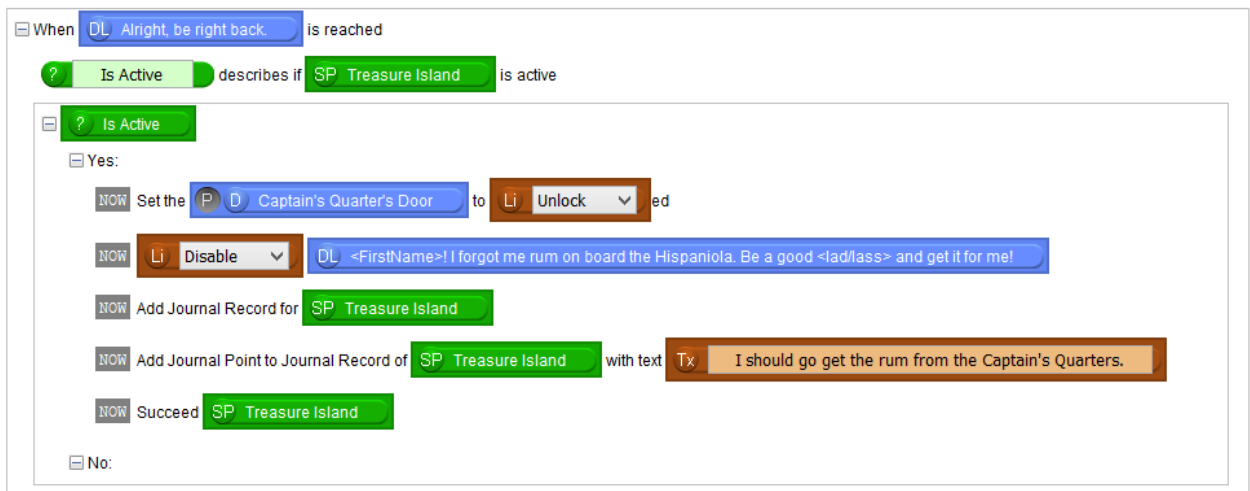 When DL Alright, be right back. is reached
? Is Active describes if SP Treasure Island is active
? Is Active
Yes:
NOW Set the P D Captain's Quarter's Door to Li Unlock ed
NOW Li Disable DL <FirstName>! I forgot me rum on board the Hispaniola. Be a good <lad/lass> and get it for me!
NOW Add Journal Record for SP Treasure Island
NOW Add Journal Point to Journal Record of SP Treasure Island with text Tx I should go get the rum from the Captain's Quarters.
NOW Succeed SP Treasure Island
No: